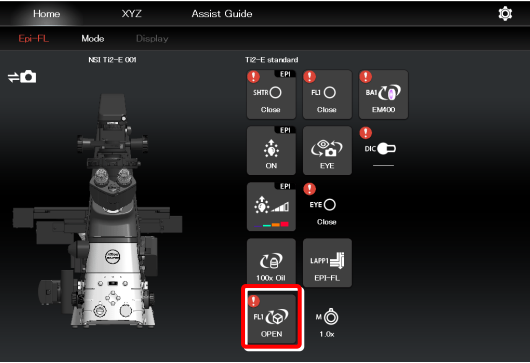 Home XYZ Assist Guide
Epi-FL Mode Display
NSI Ti2-E 001
Ti2-E standard
EPI
SHTR
Close
FL1
Close
BA1
EM400
EPI
ON
EYE
DIC
EPI
EYE
Close
100x Oil
LAPP1
EPI-FL
FL1
OPEN
M
1.0x